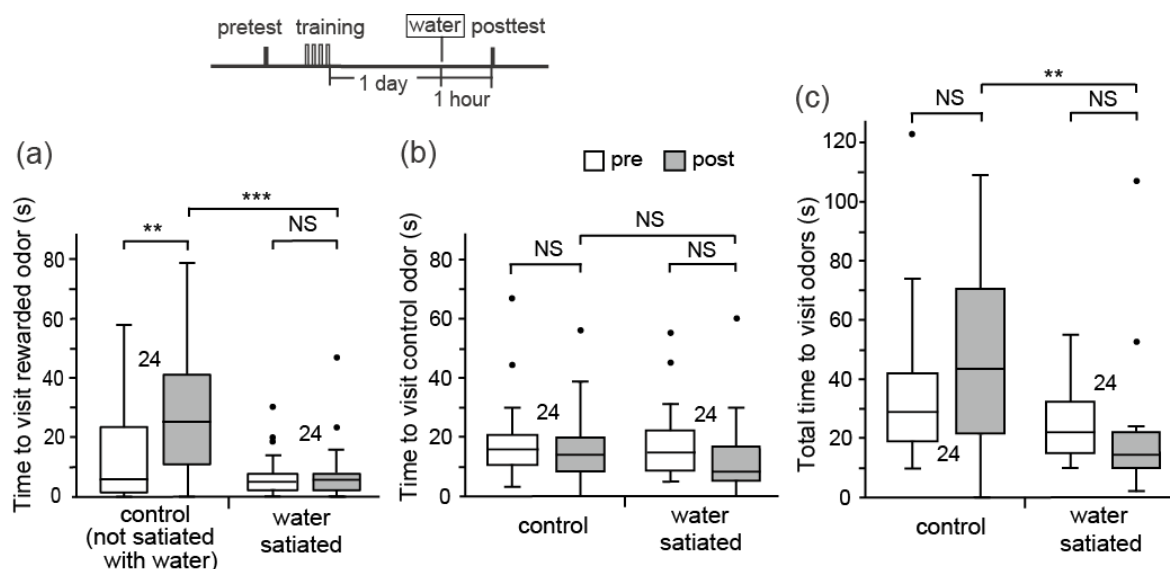 pretest training water posttest
1 day
1 hour
(a)
Time to visit rewarded odor (s)
80
60
40
20
0
**
***
NS
24
24
control
(not satiated
with water)
water
satiated
(b)
pre post
Time to visit control odor (s)
80
60
40
20
0
NS
NS
NS
24
24
control
water
satiated
(c)
Total time to visit odors (s)
120
100
80
60
40
20
0
NS
**
NS
24
24
control
water
satiated